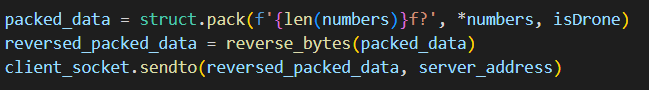 packed_data = struct.pack(f'{len(numbers)}f?', *numbers, isDrone)
reversed_packed_data = reverse_bytes(packed_data)
client_socket.sendto(reversed_packed_data, server_address)